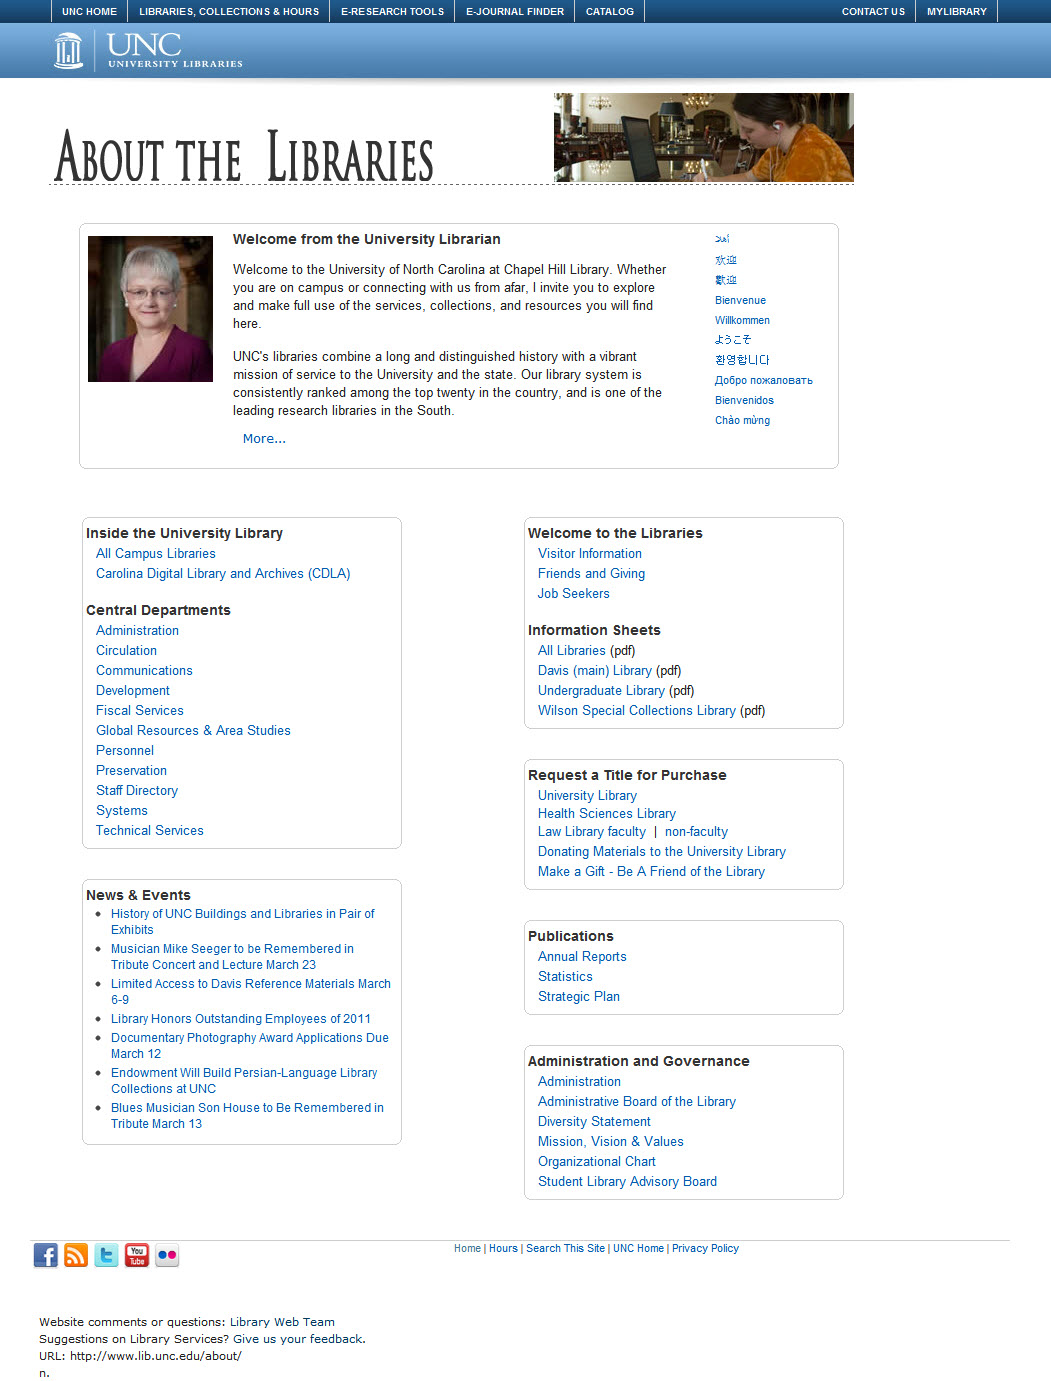 UNC HOME LIBRARIES, COLLECTIONS & HOURS E-RESEARCH TOOLS E-JOURNAL FINDER CATALOG CONTACT US MYLIBRARY
UNC
UNIVERSITY LIBRARIES
ABOUT THE LIBRARIES
Welcome from the University Librarian
Welcome to the University of North Carolina at Chapel Hill Library. Whether
you are on campus or connecting with us from afar, I invite you to explore
and make full use of the services, collections, and resources you will find
here.
UNC's libraries combine a long and distinguished history with a vibrant
mission of service to the University and the state. Our library system is
consistently ranked among the top twenty in the country, and is one of the
leading research libraries in the South.
More...
欢迎
歡迎
Bienvenue
Willkommen
ようこそ
환영합니다
Добро пожаловать
Bienvenidos
Chào mừng
Inside the University Library
All Campus Libraries
Carolina Digital Library and Archives (CDLA)
Central Departments
Administration
Circulation
Communications
Development
Fiscal Services
Global Resources & Area Studies
Personnel
Preservation
Staff Directory
Systems
Technical Services
News & Events
History of UNC Buildings and Libraries in Pair of
Exhibits
Musician Mike Seeger to be Remembered in
Tribute Concert and Lecture March 23
Limited Access to Davis Reference Materials March
6-9
Library Honors Outstanding Employees of 2011
Documentary Photography Award Applications Due
March 12
Endowment Will Build Persian-Language Library
Collections at UNC
Blues Musician Son House to Be Remembered in
Tribute March 13
Welcome to the Libraries
Visitor Information
Friends and Giving
Job Seekers
Information Sheets
All Libraries (pdf)
Davis (main) Library (pdf)
Undergraduate Library (pdf)
Wilson Special Collections Library (pdf)
Request a Title for Purchase
University Library
Health Sciences Library
Law Library faculty | non-faculty
Donating Materials to the University Library
Make a Gift - Be A Friend of the Library
Publications
Annual Reports
Statistics
Strategic Plan
Administration and Governance
Administration
Administrative Board of the Library
Diversity Statement
Mission, Vision & Values
Organizational Chart
Student Library Advisory Board
You
Tube
Home | Hours | Search This Site | UNC Home | Privacy Policy
Website comments or questions: Library Web Team
Suggestions on Library Services? Give us your feedback.
URL: http://www.lib.unc.edu/about/
n.